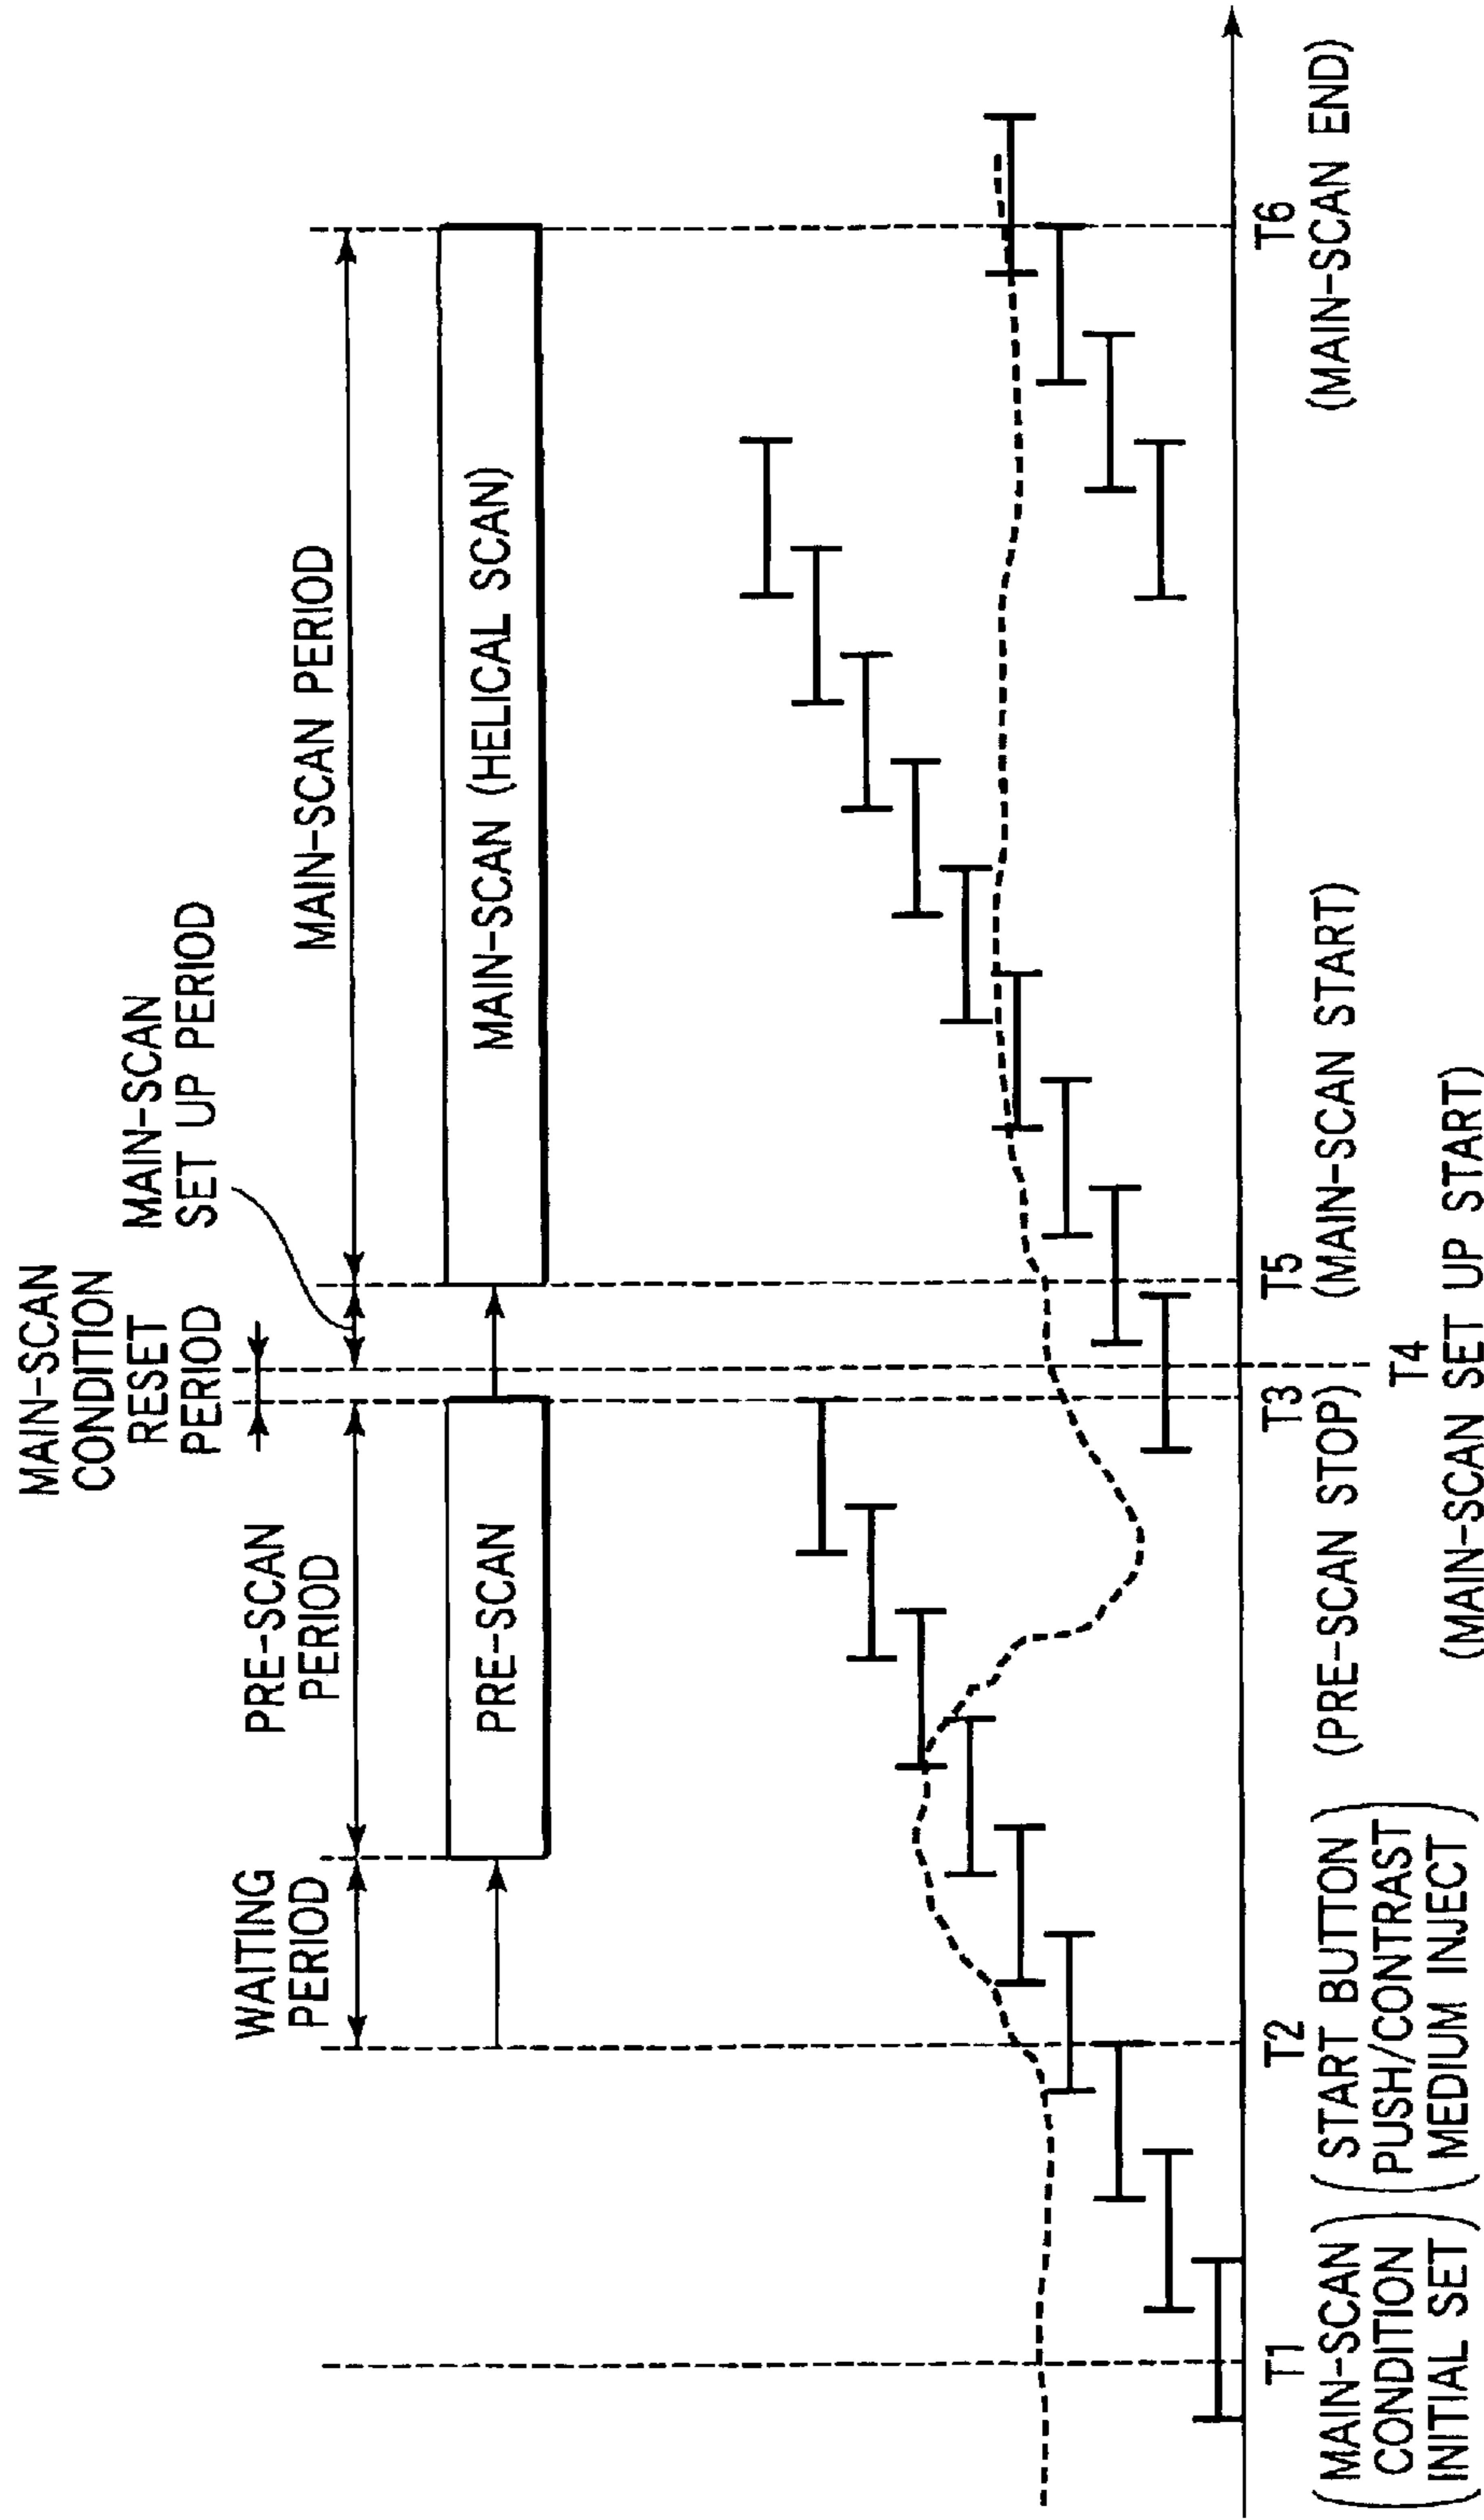 MAIN-SCAN
CONDITION
RESET
PERIOD
MAIN-SCAN
SET UP PERIOD
WAITING
PERIOD
PRE-SCAN
PERIOD
MAIN-SCAN PERIOD
PRE-SCAN
MAIN-SCAN (HELICAL SCAN)
T1
(MAIN-SCAN
CONDITION
INITIAL SET)
T2
(START BUTTON
PUSH/CONTRAST
MEDIUM INJECT)
T3
(PRE-SCAN STOP)
T4
(MAIN-SCAN SET UP START)
T5
(MAIN-SCAN START)
T6
(MAIN-SCAN END)